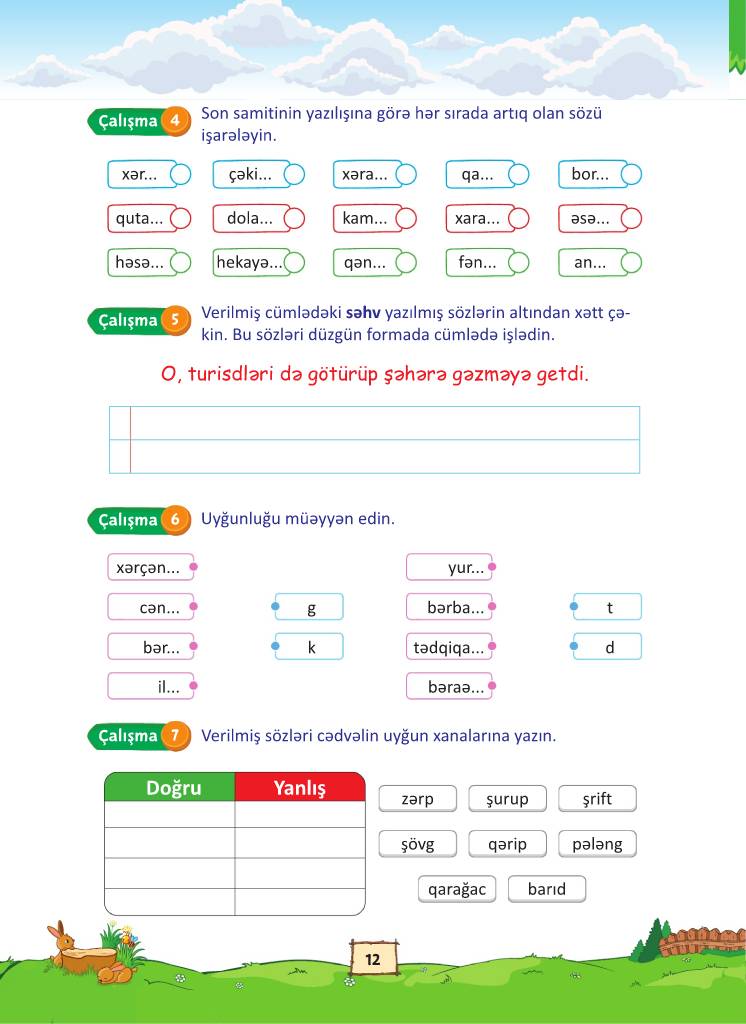 Çalışma 4
Son samitinin yazılışına görə hər sırada artıq olan sözü
işarələyin.
xər... çəki... xəra... qa... bor...
quta... dola... kam... xara... əsə...
həsə... hekayə... qən... fən... an...
Çalışma 5
Verilmiş cümlədəki səhv yazılmış sözlərin altından xətt çə-
kin. Bu sözləri düzgün formada cümlədə işlədin.
O, turisdləri də götürüp şəhərə gəzməyə getdi.
Çalışma 6
Uyğunluğu müəyyən edin.
xərçən... yur...
cən... g bərba... t
bər... k tədqiqa... d
il... bəraə...
Çalışma 7
Verilmiş sözləri cədvəlin uyğun xanalarına yazın.
Doğru Yanlış
zərp şurup şrift
şövg qərip pələng
qarağac barıd
12